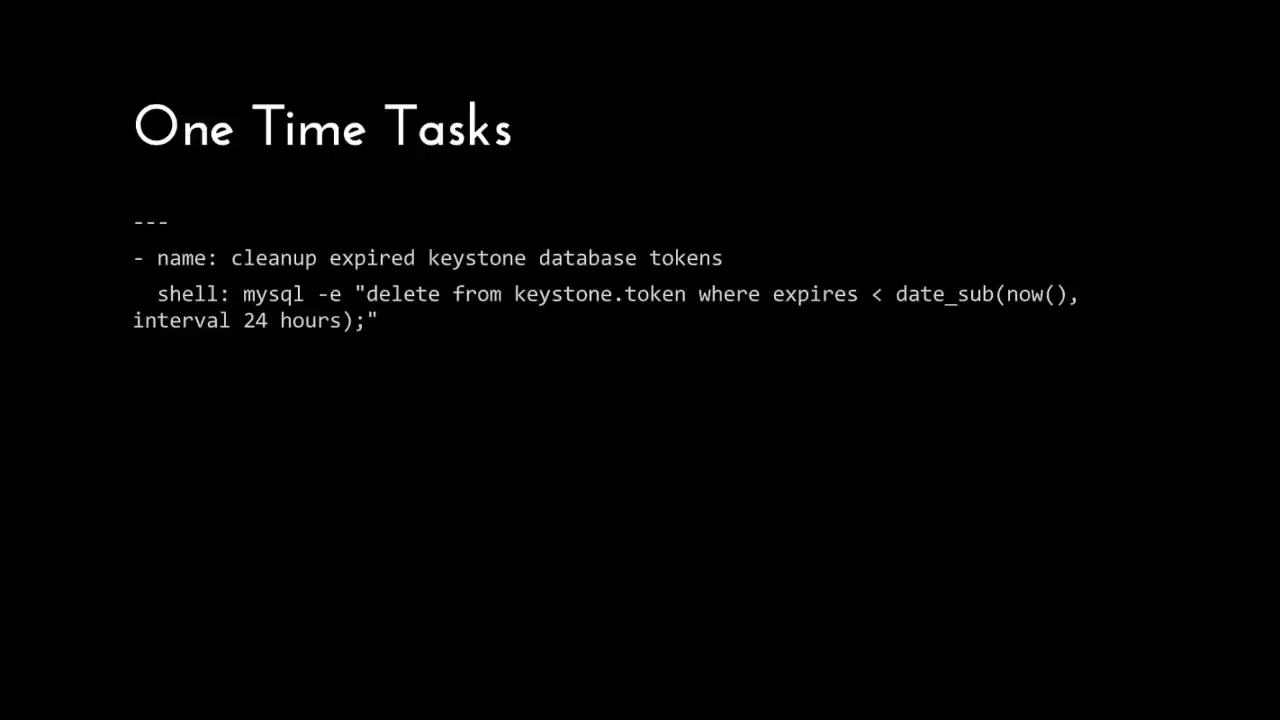 One Time Tasks
---
- name: cleanup expired keystone database tokens
  shell: mysql -e "delete from keystone.token where expires < date_sub(now(),
interval 24 hours);"